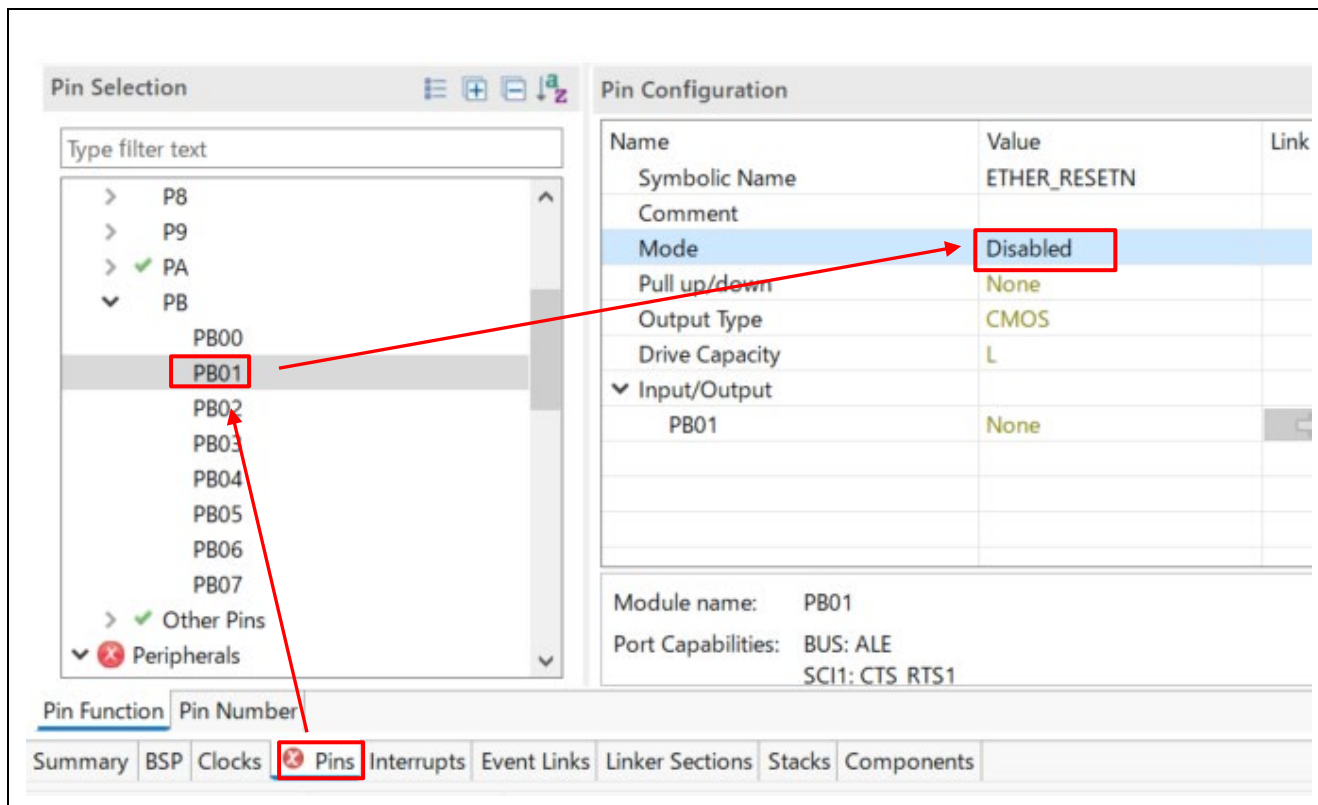 Pin Selection
Type filter text
P8
P9
PA
PB
PB00
PB01
PB02
PB03
PB04
PB05
PB06
PB07
Other Pins
Peripherals
Pin Configuration
Name Value Link
Symbolic Name ETHER_RESETN
Comment
Mode Disabled
Pull up/down None
Output Type CMOS
Drive Capacity L
Input/Output
PB01 None
Module name: PB01
Port Capabilities: BUS: ALE
SCI1: CTS RTS1
Pin Function Pin Number
Summary BSP Clocks Pins Interrupts Event Links Linker Sections Stacks Components